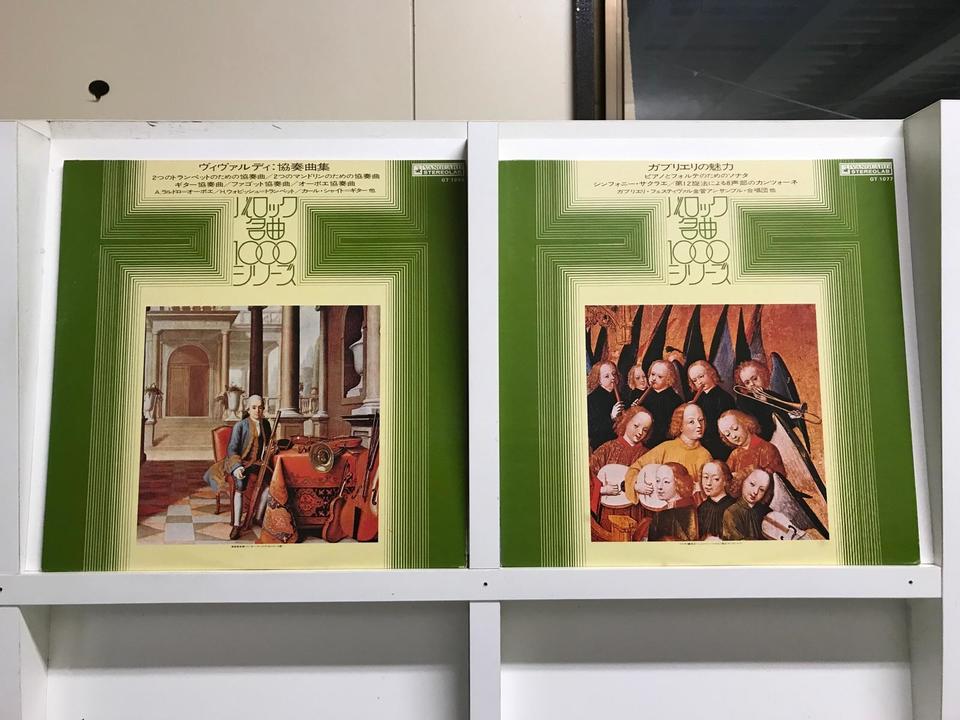 ヴィヴァルディ:協奏曲集
2つのトランペットのための協奏曲/2つのマンドリンのための協奏曲
ギター協奏曲/ファゴット協奏曲/オーボエ協奏曲
A.ラルドローオーボエ/H.ウォビッシュートランペット/カール・シャイトーギター 他
VANGUARD
STEREOLAB
バロック
名曲
1000
シリーズ
ガブリエリの魅力
ピアノとフォルテのためのソナタ
シンフォニー・サクラエ/第12旋法による8声部のカンツォーネ
ガブリエリ・フェスティヴァル金管アンサンブル・合唱団 他
VANGUARD
STEREOLAB
GT 1077
バロック
名曲
1000
シリーズ